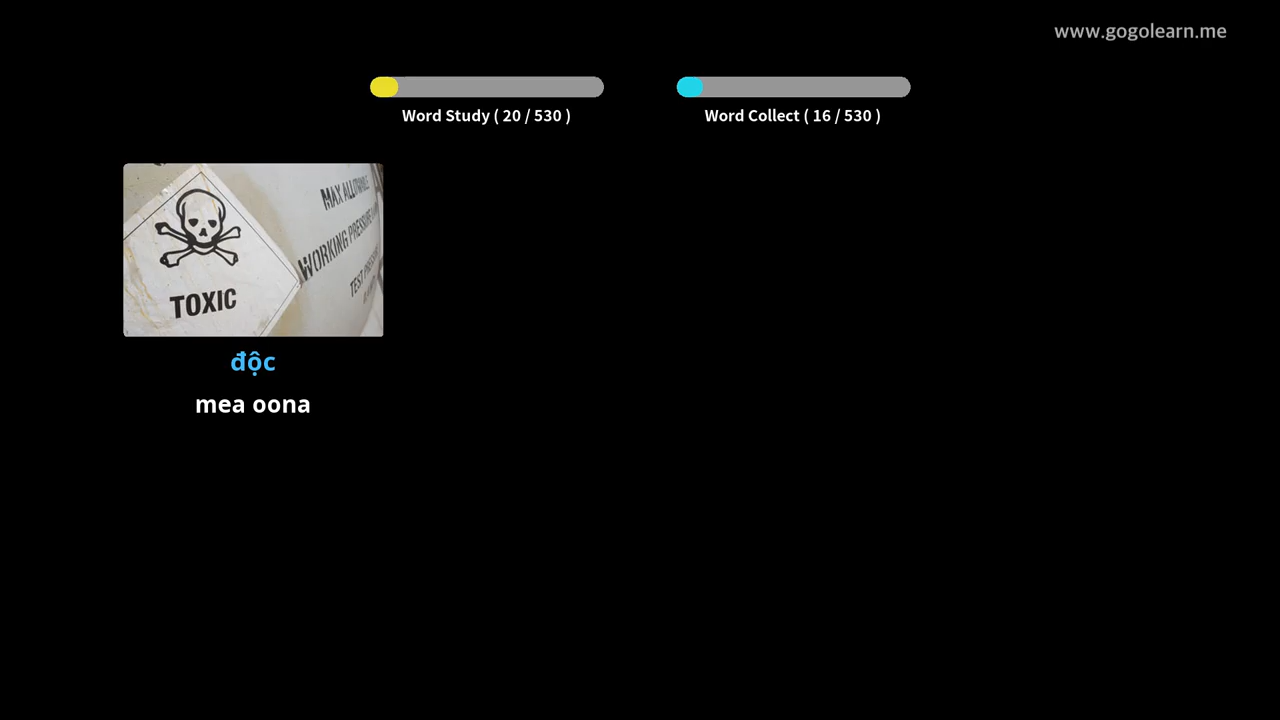 www.gogolearn.me
Word Study ( 20 / 530 )
Word Collect ( 16 / 530 )
MAX ALLOWABLE
WORKING PRESSURE
TEST
TOXIC
độc
mea oona